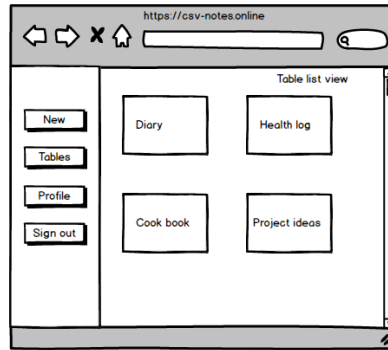 https://csv-notes.online
Table list view
New
Tables
Profile
Sign out
Diary
Health log
Cook book
Project ideas